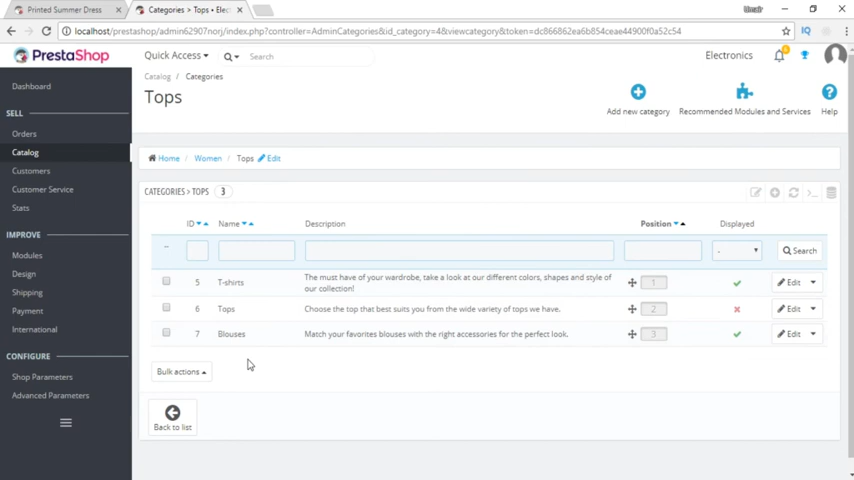 Printed Summer Dress
Categories > Tops • Elec
Umair
localhost/prestashop/admin62907norj/index.php?controller=AdminCategories&id_category=4&viewcategory&token=dc866862ea6b854ceae44900f0a52c54
IQ
PrestaShop
Quick Access
Search
Electronics
Catalog / Categories
Tops
Add new category
Recommended Modules and Services
Help
Dashboard
SELL
Orders
Catalog
Customers
Customer Service
Stats
IMPROVE
Modules
Design
Shipping
Payment
International
CONFIGURE
Shop Parameters
Advanced Parameters
Home / Women / Tops Edit
CATEGORIES > TOPS 3
ID Name Description Position Displayed
-- - Search
5 T-shirts The must have of your wardrobe, take a look at our different colors, shapes and style of our collection! 1 Edit
6 Tops Choose the top that best suits you from the wide variety of tops we have. 2 Edit
7 Blouses Match your favorites blouses with the right accessories for the perfect look. 3 Edit
Bulk actions
Back to list